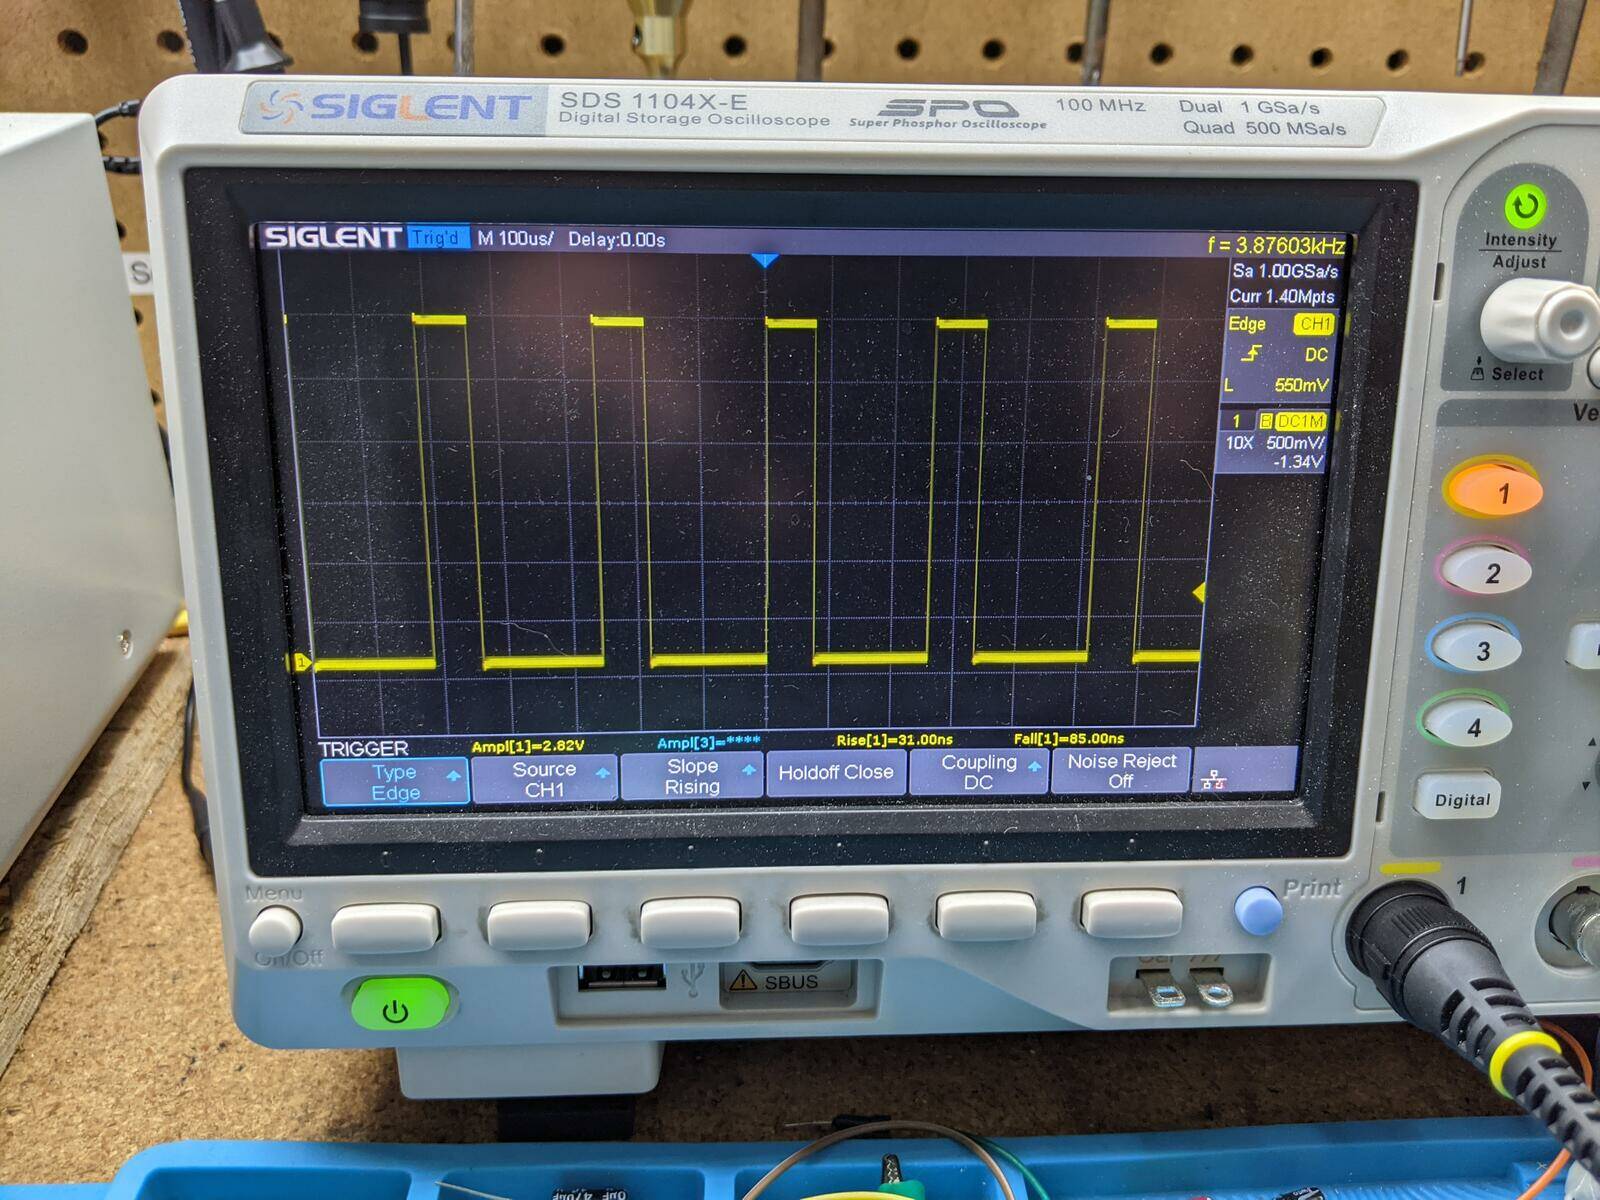 SIGLENT
SDS 1104X-E
Digital Storage Oscilloscope
SPO
Super Phosphor Oscilloscope
100 MHz
Dual 1 GSa/s
Quad 500 MSa/s
SIGLENT Trig'd M 100us/ Delay:0.00s
f = 3.87603kHz
Sa 1.00GSa/s
Curr 1.40Mpts
Edge CH1
DC
L 550mV
1 B DC1M
10X 500mV/
-1.34V
1
TRIGGER
Ampl[1]=2.82V Ampl[3]=**** Rise[1]=31.00ns Fall[1]=85.00ns
Type
Edge
Source
CH1
Slope
Rising
Holdoff Close
Coupling
DC
Noise Reject
Off
Intensity
Adjust
Select
1
2
3
4
Digital
Menu
On/Off
Print
1
SBUS